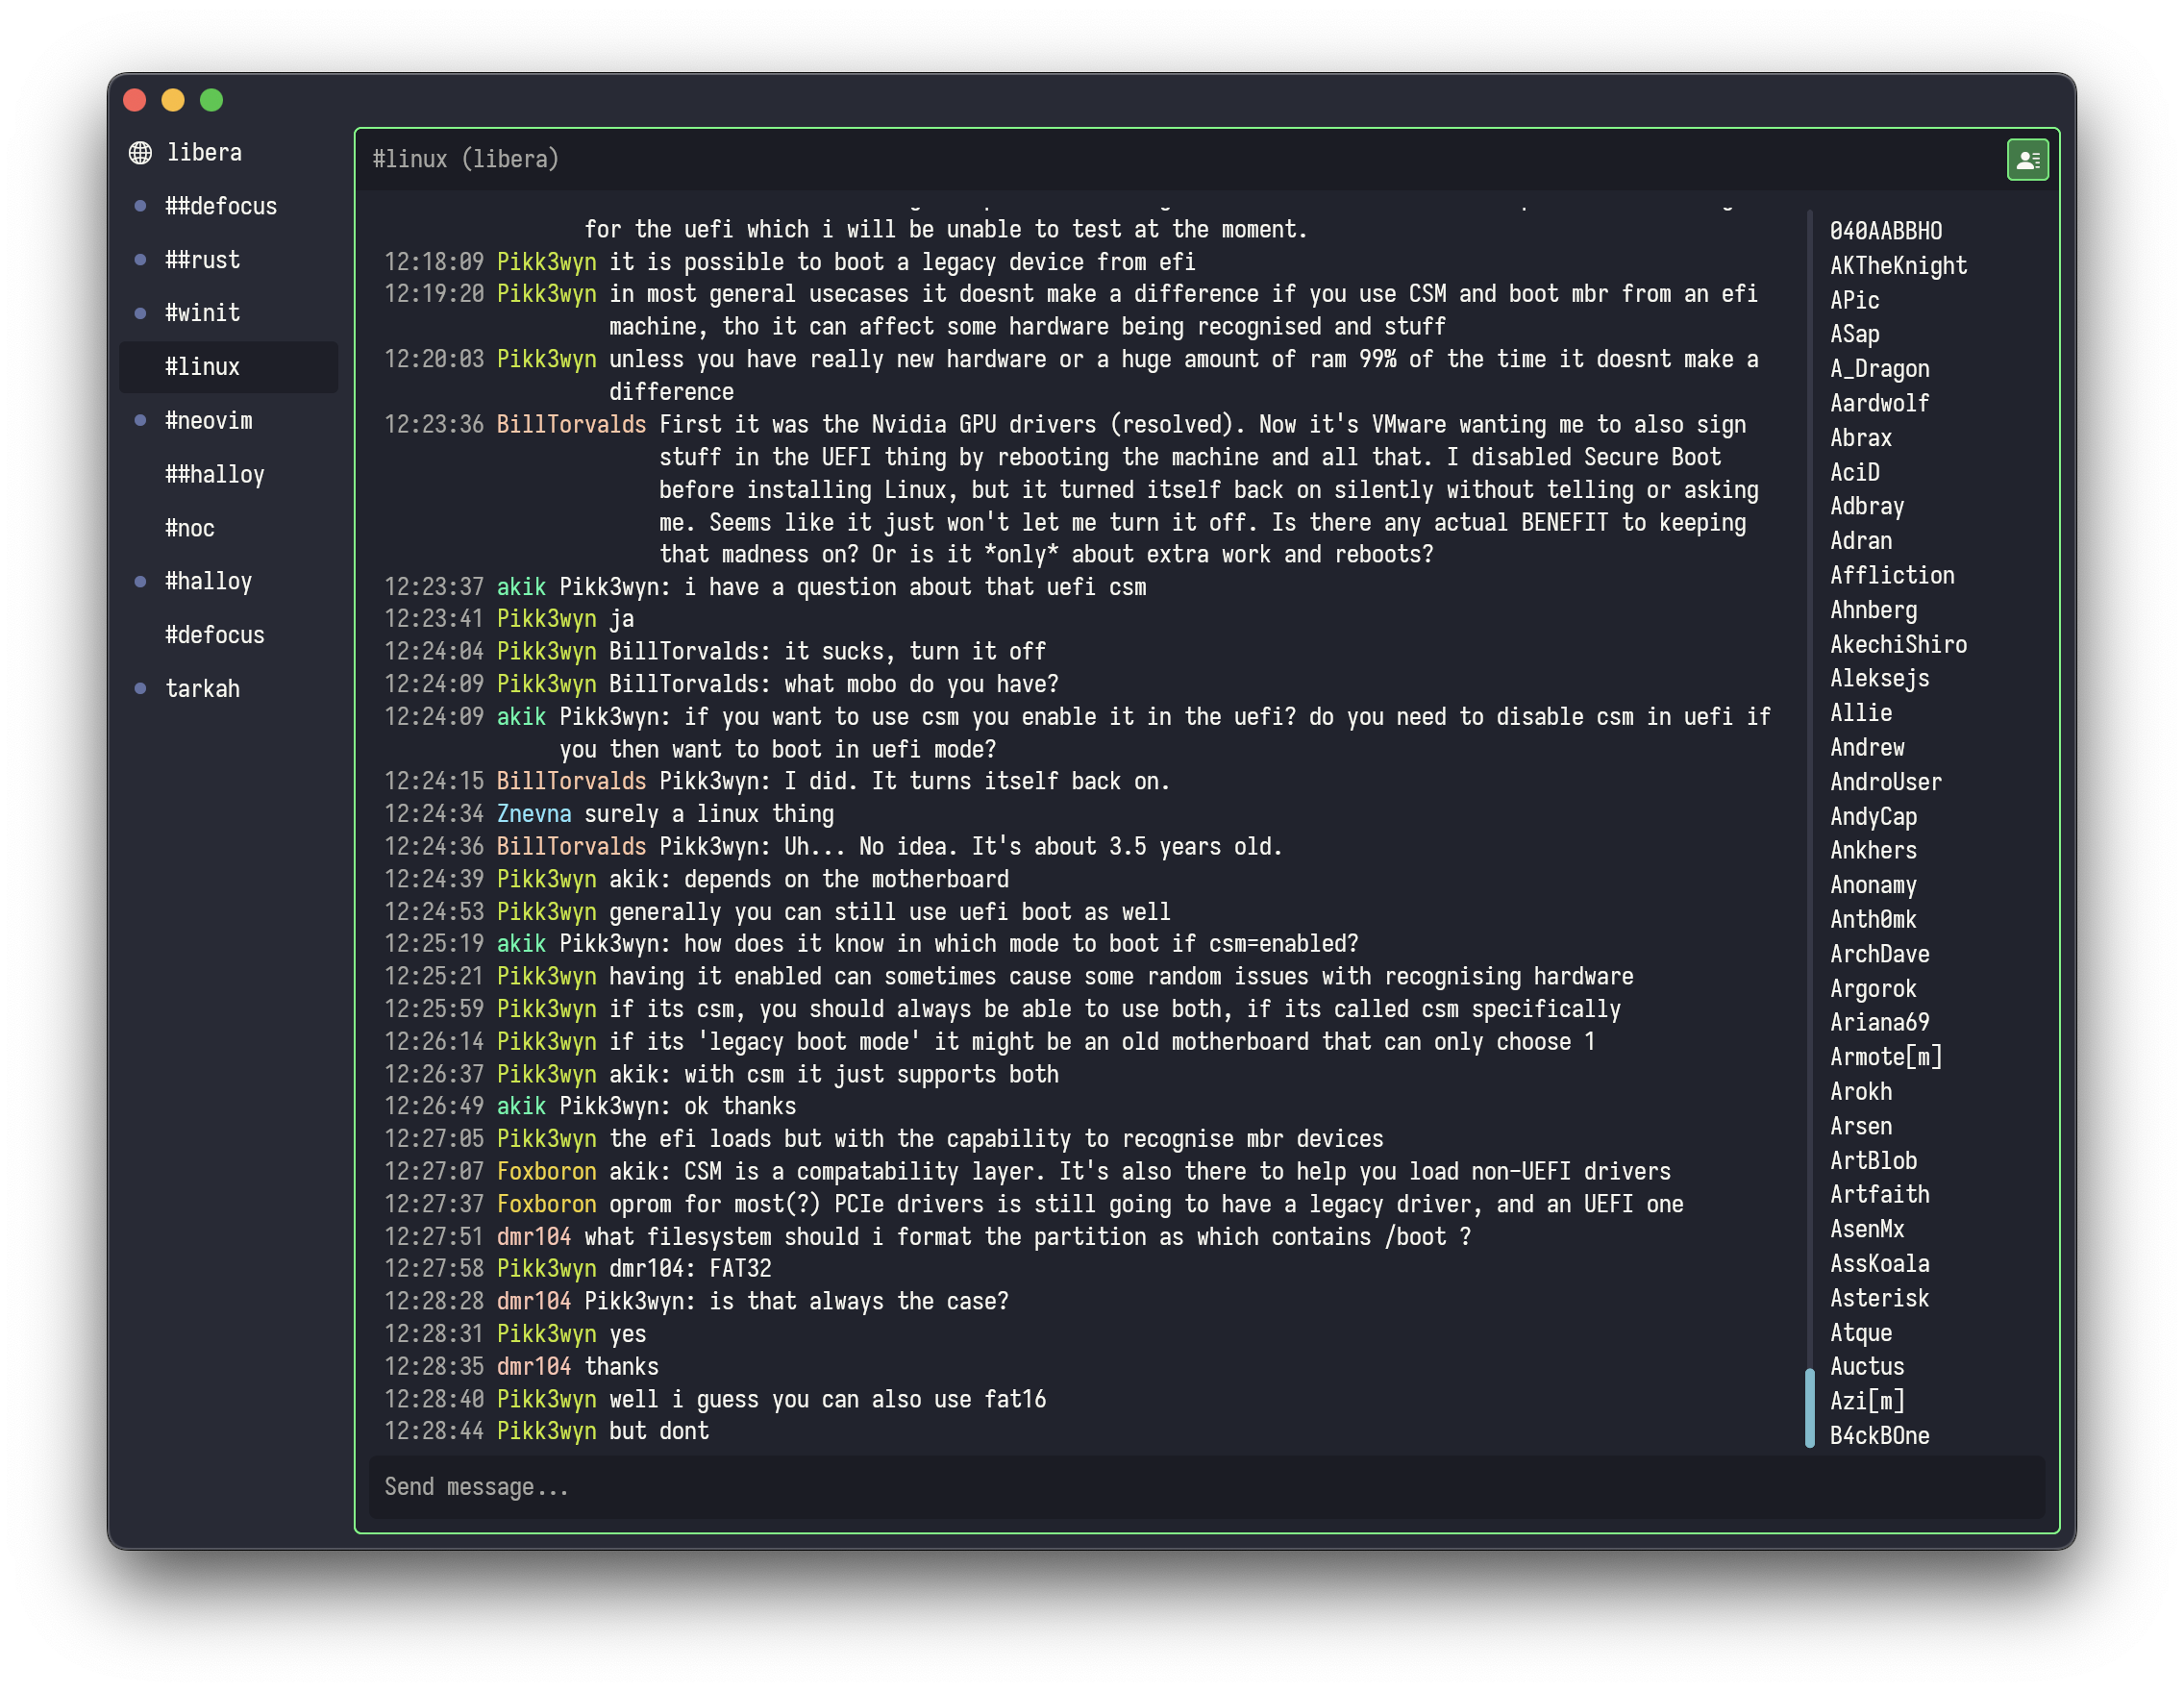 libera
##defocus
##rust
#winit
#linux
#neovim
##halloy
#noc
#halloy
#defocus
tarkah
#linux (libera)
for the uefi which i will be unable to test at the moment.
12:18:09 Pikk3wyn it is possible to boot a legacy device from efi
12:19:20 Pikk3wyn in most general usecases it doesnt make a difference if you use CSM and boot mbr from an efi
machine, tho it can affect some hardware being recognised and stuff
12:20:03 Pikk3wyn unless you have really new hardware or a huge amount of ram 99% of the time it doesnt make a
difference
12:23:36 BillTorvalds First it was the Nvidia GPU drivers (resolved). Now it's VMware wanting me to also sign
stuff in the UEFI thing by rebooting the machine and all that. I disabled Secure Boot
before installing Linux, but it turned itself back on silently without telling or asking
me. Seems like it just won't let me turn it off. Is there any actual BENEFIT to keeping
that madness on? Or is it *only* about extra work and reboots?
12:23:37 akik Pikk3wyn: i have a question about that uefi csm
12:23:41 Pikk3wyn ja
12:24:04 Pikk3wyn BillTorvalds: it sucks, turn it off
12:24:09 Pikk3wyn BillTorvalds: what mobo do you have?
12:24:09 akik Pikk3wyn: if you want to use csm you enable it in the uefi? do you need to disable csm in uefi if
you then want to boot in uefi mode?
12:24:15 BillTorvalds Pikk3wyn: I did. It turns itself back on.
12:24:34 Znevna surely a linux thing
12:24:36 BillTorvalds Pikk3wyn: Uh... No idea. It's about 3.5 years old.
12:24:39 Pikk3wyn akik: depends on the motherboard
12:24:53 Pikk3wyn generally you can still use uefi boot as well
12:25:19 akik Pikk3wyn: how does it know in which mode to boot if csm=enabled?
12:25:21 Pikk3wyn having it enabled can sometimes cause some random issues with recognising hardware
12:25:59 Pikk3wyn if its csm, you should always be able to use both, if its called csm specifically
12:26:14 Pikk3wyn if its 'legacy boot mode' it might be an old motherboard that can only choose 1
12:26:37 Pikk3wyn akik: with csm it just supports both
12:26:49 akik Pikk3wyn: ok thanks
12:27:05 Pikk3wyn the efi loads but with the capability to recognise mbr devices
12:27:07 Foxboron akik: CSM is a compatability layer. It's also there to help you load non-UEFI drivers
12:27:37 Foxboron oprom for most(?) PCIe drivers is still going to have a legacy driver, and an UEFI one
12:27:51 dmr104 what filesystem should i format the partition as which contains /boot ?
12:27:58 Pikk3wyn dmr104: FAT32
12:28:28 dmr104 Pikk3wyn: is that always the case?
12:28:31 Pikk3wyn yes
12:28:35 dmr104 thanks
12:28:40 Pikk3wyn well i guess you can also use fat16
12:28:44 Pikk3wyn but dont
Send message...
040AABBHO
AKTheKnight
APic
ASap
A_Dragon
Aardwolf
Abrax
AciD
Adbray
Adran
Affliction
Ahnberg
AkechiShiro
Aleksejs
Allie
Andrew
AndroUser
AndyCap
Ankhers
Anonamy
Anth0mk
ArchDave
Argorok
Ariana69
Armote[m]
Arokh
Arsen
ArtBlob
Artfaith
AsenMx
AssKoala
Asterisk
Atque
Auctus
Azi[m]
B4ckBOne